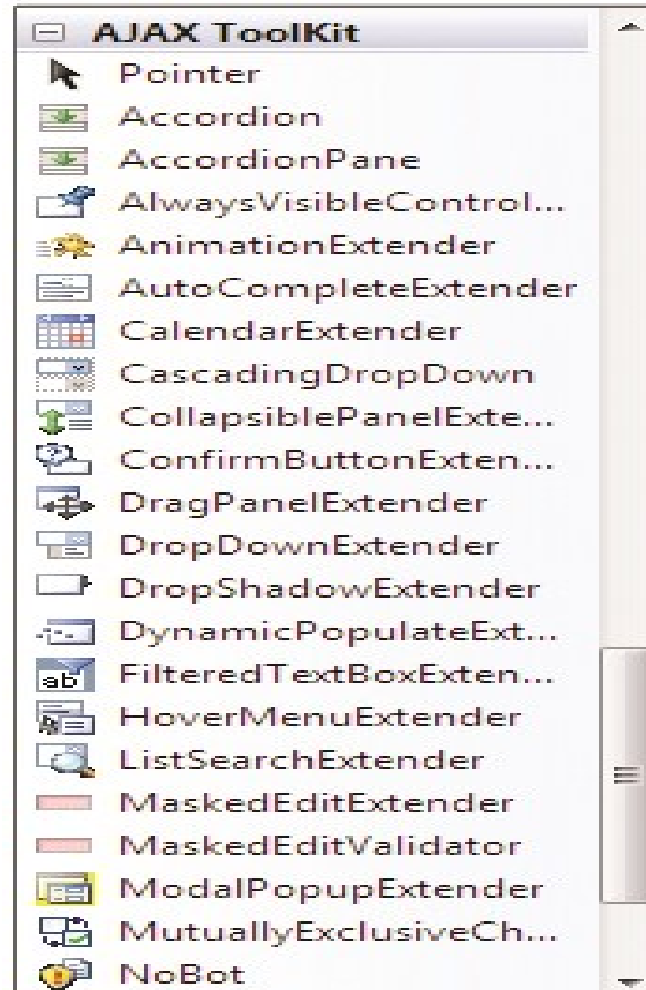 AJAX ToolKit
Pointer
Accordion
AccordionPane
AlwaysVisibleControl...
AnimationExtender
AutoCompleteExtender
CalendarExtender
CascadingDropDown
CollapsiblePanelExte...
ConfirmButtonExten...
DragPanelExtender
DropDownExtender
DropShadowExtender
DynamicPopulateExt...
ab
FilteredTextBoxExten...
HoverMenuExtender
ListSearchExtender
MaskedEditExtender
MaskedEditValidator
ModalPopupExtender
MutuallyExclusiveCh...
NoBot